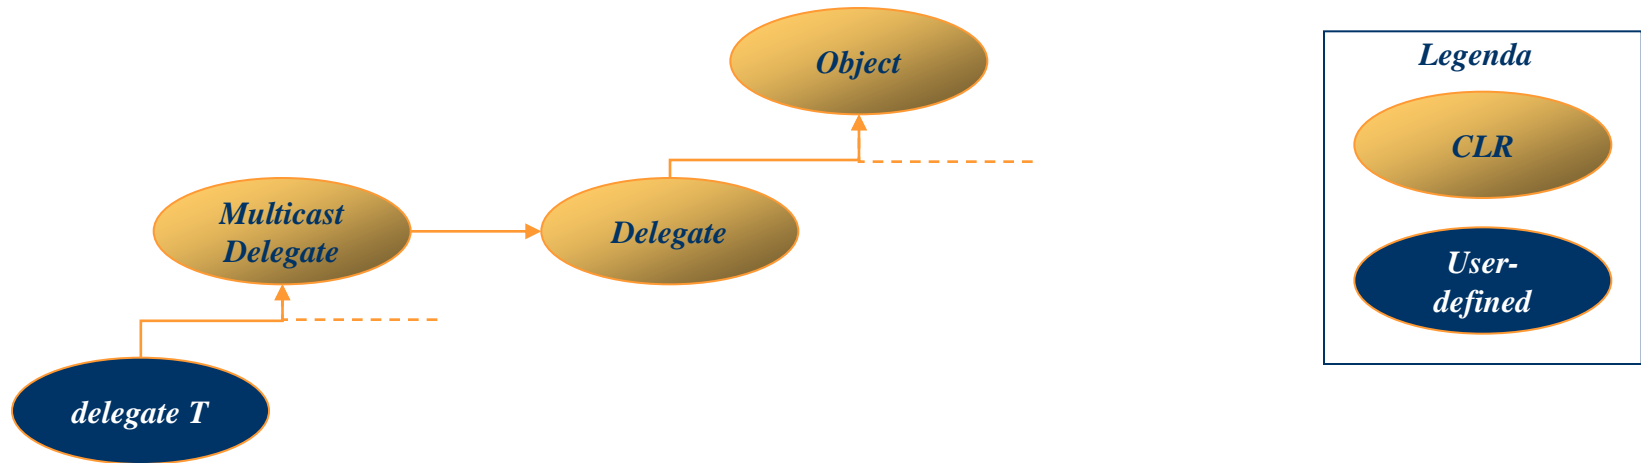 Object
Multicast
Delegate
Delegate
delegate T
Legenda
CLR
User-
defined